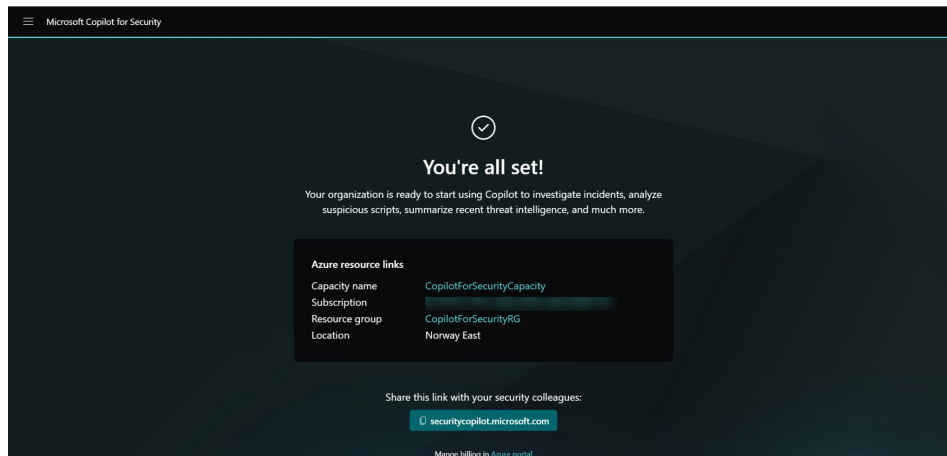 Microsoft Copilot for Security
You're all set!
Your organization is ready to start using Copilot to investigate incidents, analyze
suspicious scripts, summarize recent threat intelligence, and much more.
Azure resource links
Capacity name CopilotForSecurityCapacity
Subscription
Resource group CopilotForSecurityRG
Location Norway East
Share this link with your security colleagues:
securitycopilot.microsoft.com
Mange billing in Azure portal